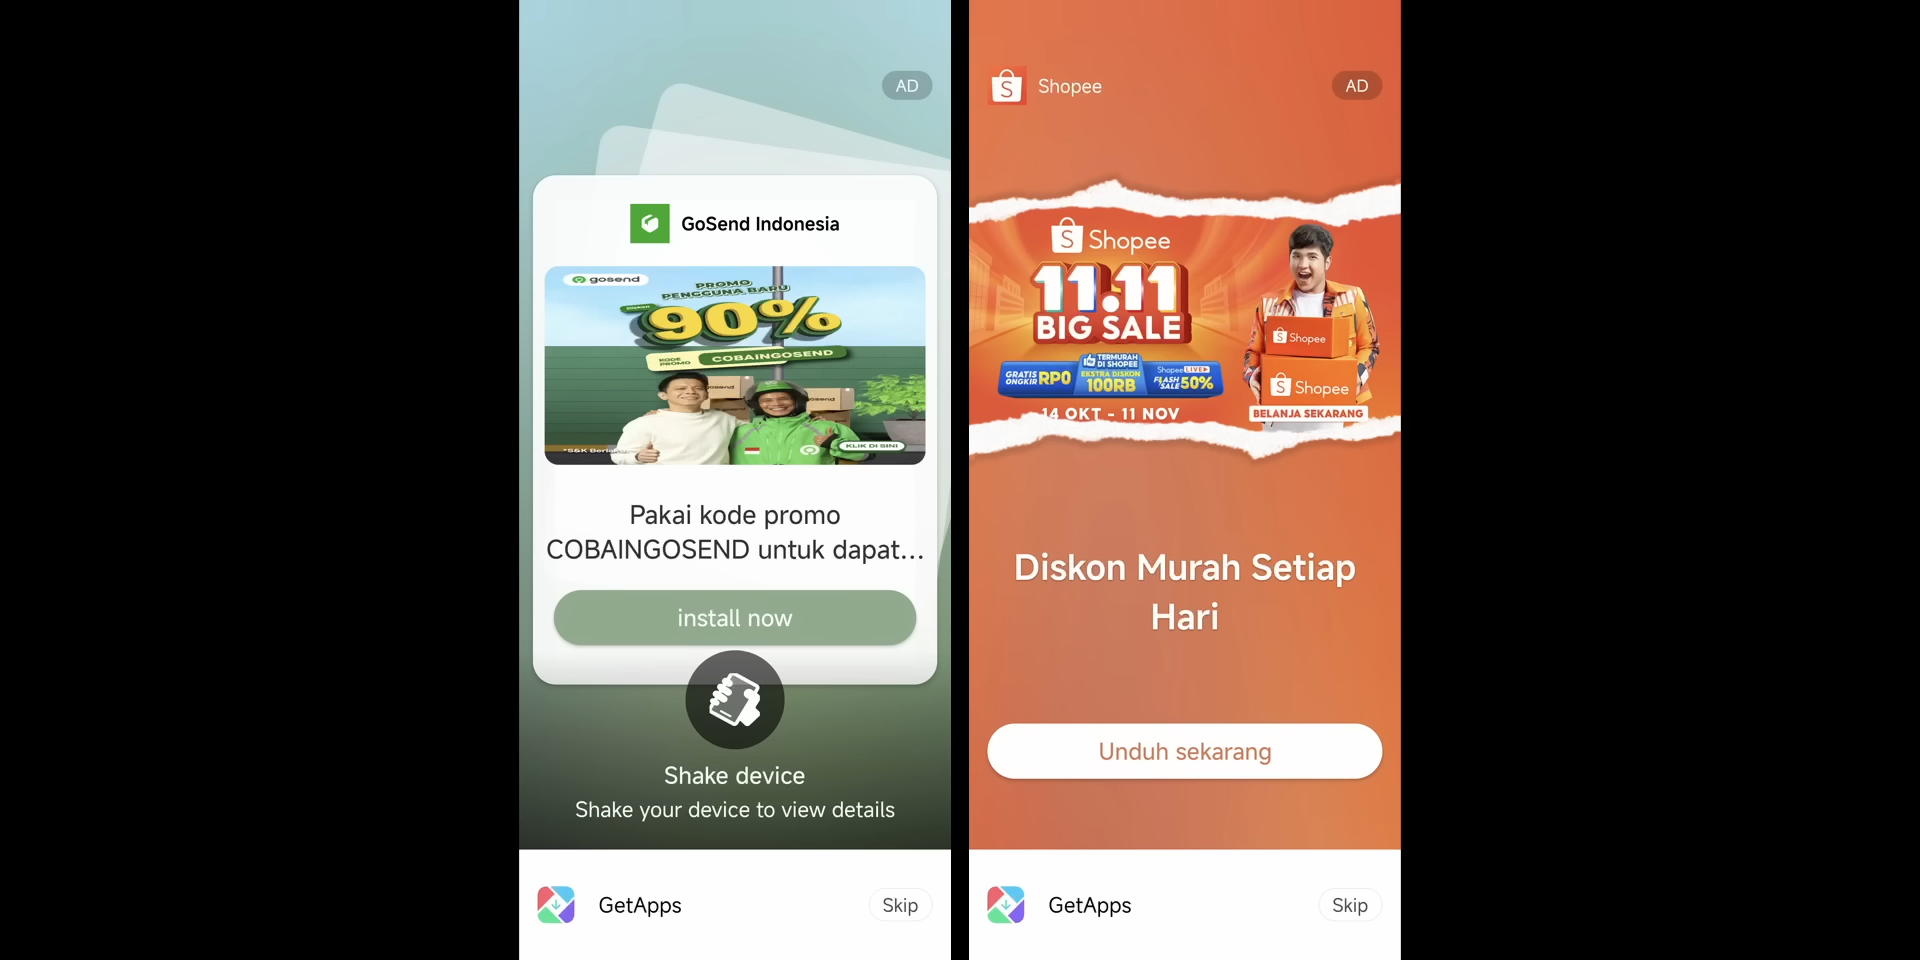 AD
GoSend Indonesia
gosend
PROMO
PENGGUNA BARU
90%
KODE
PROMO
COBAINGOSEND
gosend
gosend
KLIK DI SINI
*S&K Berlaku
Pakai kode promo
COBAINGOSEND untuk dapat...
install now
Shake device
Shake your device to view details
GetApps
Skip
Shopee
AD
Shopee
11.11
BIG SALE
GRATIS
ONGKIR
RP0
TERMURAH
DI SHOPEE
EKSTRA DISKON
100RB
Shopee LIVE
FLASH
SALE
50%
14 OKT - 11 NOV
Shopee
Shopee
BELANJA SEKARANG
Diskon Murah Setiap
Hari
Unduh sekarang
GetApps
Skip